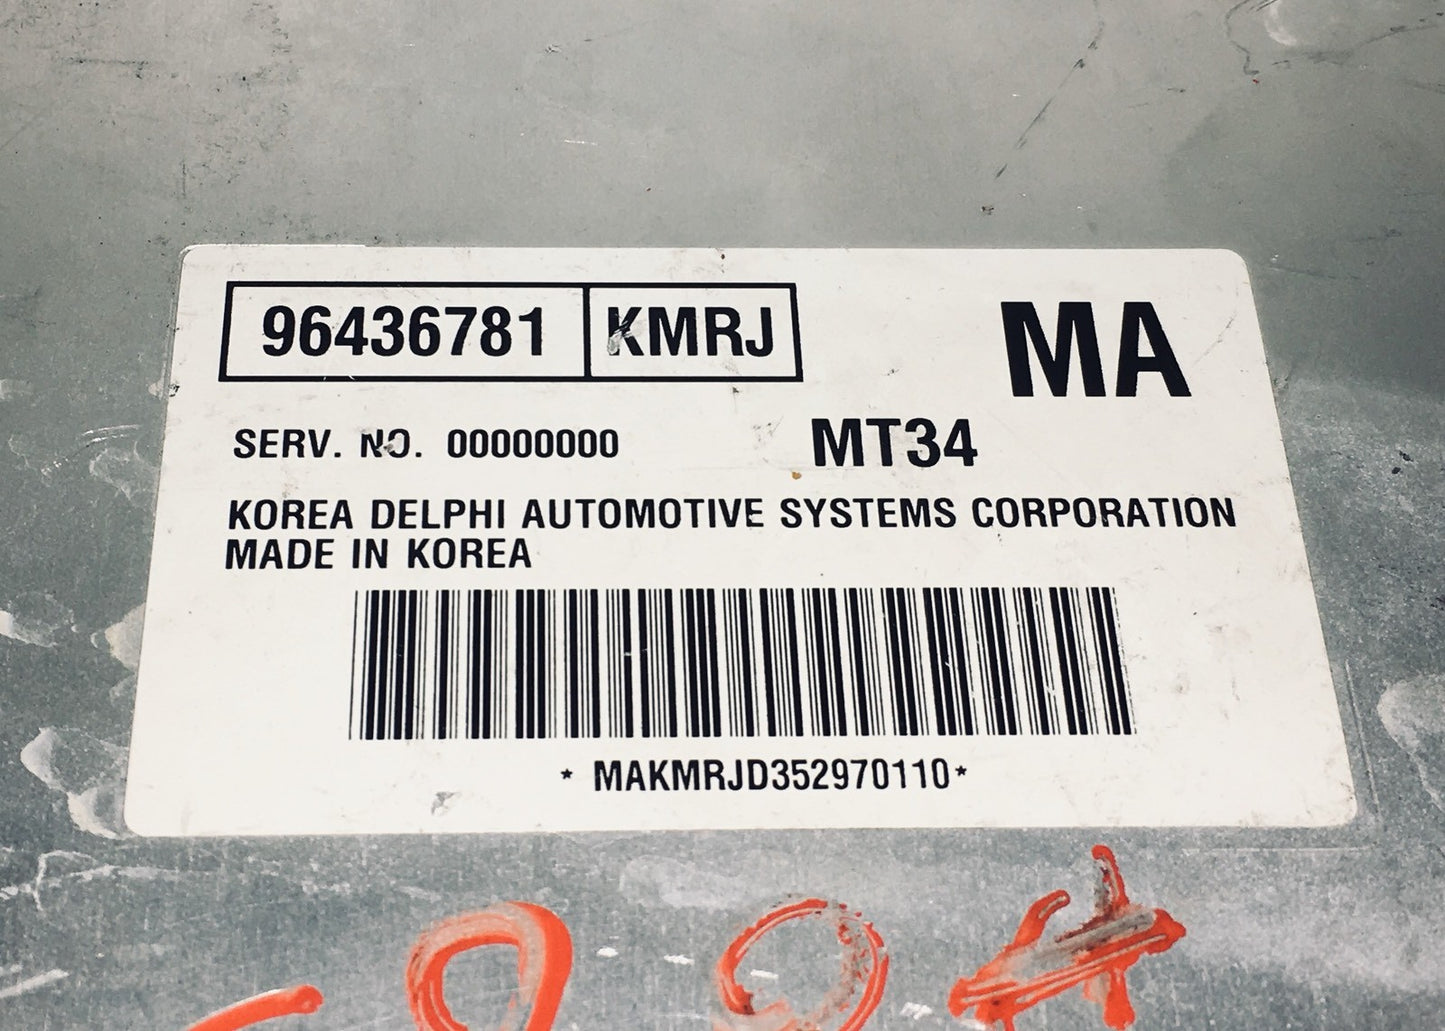 96436781 KMRJ MA
SERV. NO. 00000000 MT34
KOREA DELPHI AUTOMOTIVE SYSTEMS CORPORATION
MADE IN KOREA
* MAKMRJD352970110*